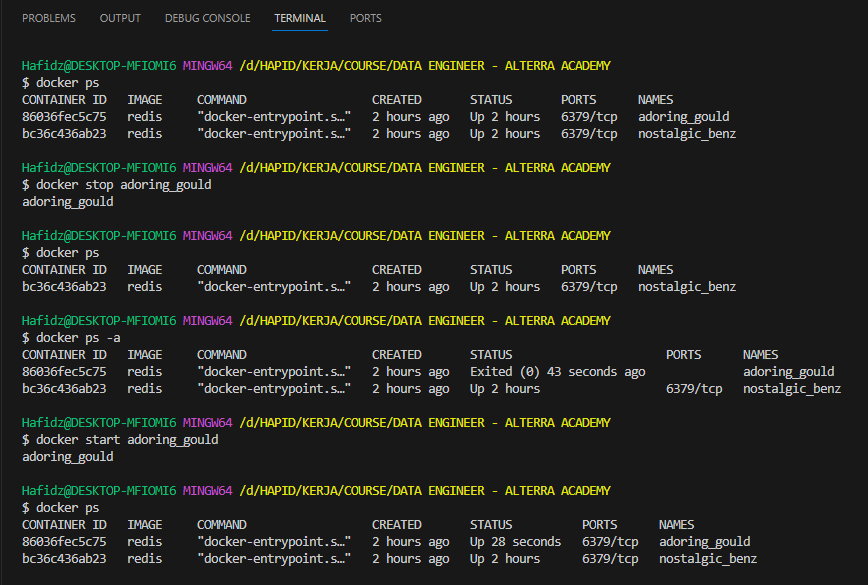 PROBLEMS OUTPUT DEBUG CONSOLE TERMINAL PORTS
Hafidz@DESKTOP-MFIOMI6 MINGW64 /d/HAPID/KERJA/COURSE/DATA ENGINEER - ALTERRA ACADEMY
$ docker ps
CONTAINER ID IMAGE COMMAND CREATED STATUS PORTS NAMES
86036fec5c75 redis "docker-entrypoint.s…" 2 hours ago Up 2 hours 6379/tcp adoring_gould
bc36c436ab23 redis "docker-entrypoint.s…" 2 hours ago Up 2 hours 6379/tcp nostalgic_benz
Hafidz@DESKTOP-MFIOMI6 MINGW64 /d/HAPID/KERJA/COURSE/DATA ENGINEER - ALTERRA ACADEMY
$ docker stop adoring_gould
adoring_gould
Hafidz@DESKTOP-MFIOMI6 MINGW64 /d/HAPID/KERJA/COURSE/DATA ENGINEER - ALTERRA ACADEMY
$ docker ps
CONTAINER ID IMAGE COMMAND CREATED STATUS PORTS NAMES
bc36c436ab23 redis "docker-entrypoint.s…" 2 hours ago Up 2 hours 6379/tcp nostalgic_benz
Hafidz@DESKTOP-MFIOMI6 MINGW64 /d/HAPID/KERJA/COURSE/DATA ENGINEER - ALTERRA ACADEMY
$ docker ps -a
CONTAINER ID IMAGE COMMAND CREATED STATUS PORTS NAMES
86036fec5c75 redis "docker-entrypoint.s…" 2 hours ago Exited (0) 43 seconds ago adoring_gould
bc36c436ab23 redis "docker-entrypoint.s…" 2 hours ago Up 2 hours 6379/tcp nostalgic_benz
Hafidz@DESKTOP-MFIOMI6 MINGW64 /d/HAPID/KERJA/COURSE/DATA ENGINEER - ALTERRA ACADEMY
$ docker start adoring_gould
adoring_gould
Hafidz@DESKTOP-MFIOMI6 MINGW64 /d/HAPID/KERJA/COURSE/DATA ENGINEER - ALTERRA ACADEMY
$ docker ps
CONTAINER ID IMAGE COMMAND CREATED STATUS PORTS NAMES
86036fec5c75 redis "docker-entrypoint.s…" 2 hours ago Up 28 seconds 6379/tcp adoring_gould
bc36c436ab23 redis "docker-entrypoint.s…" 2 hours ago Up 2 hours 6379/tcp nostalgic_benz